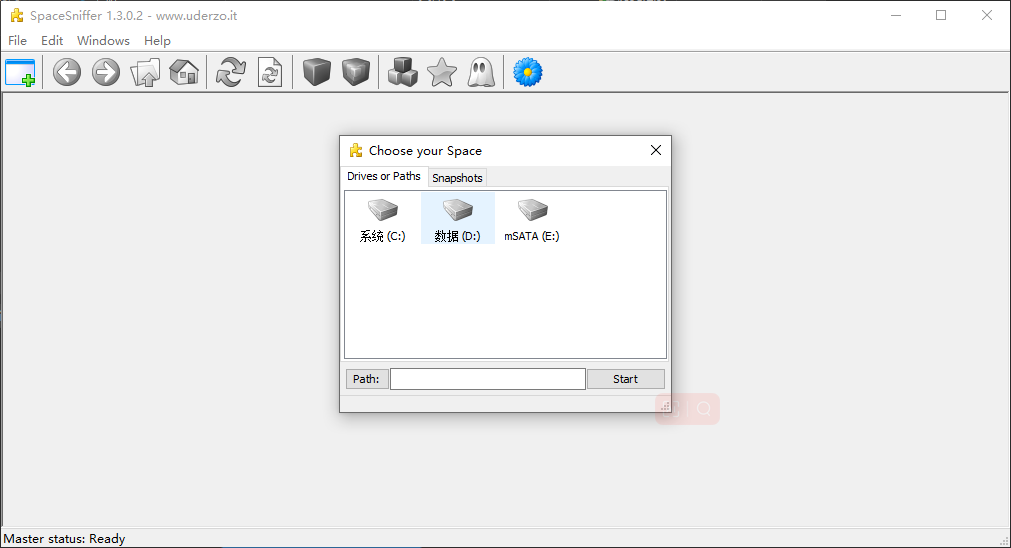 SpaceSniffer 1.3.0.2 - www.uderzo.it
File Edit Windows Help
Choose your Space
Drives or Paths Snapshots
系统 (C:) 数据 (D:) mSATA (E:)
Path: Start
Master status: Ready